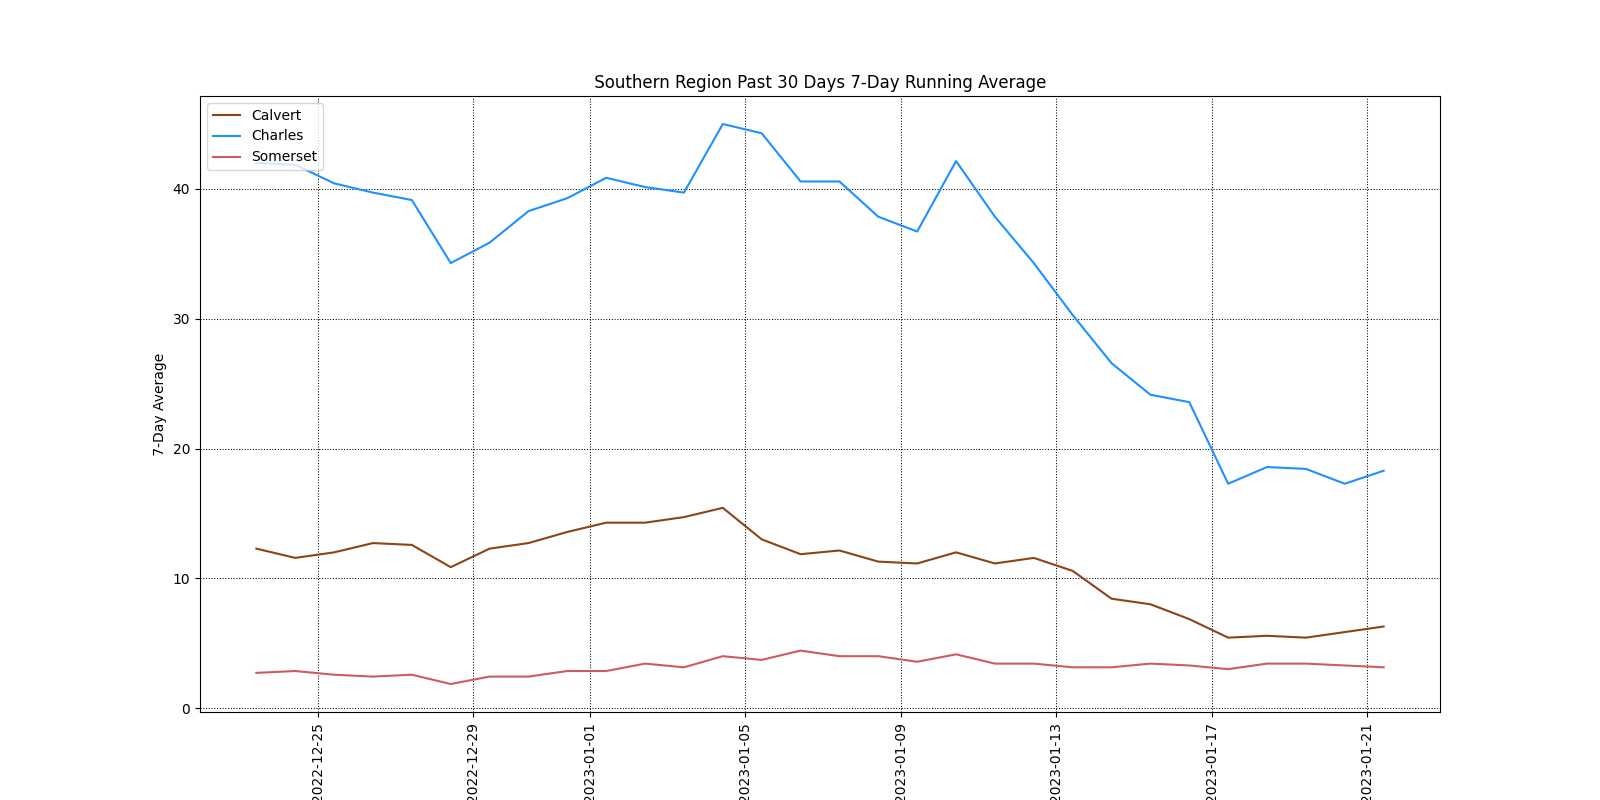 Southern Region Past 30 Days 7-Day Running Average
Calvert
Charles
Somerset
7-Day Average
40
30
20
10
0
2022-12-25
2022-12-29
2023-01-01
2023-01-05
2023-01-09
2023-01-13
2023-01-17
2023-01-21